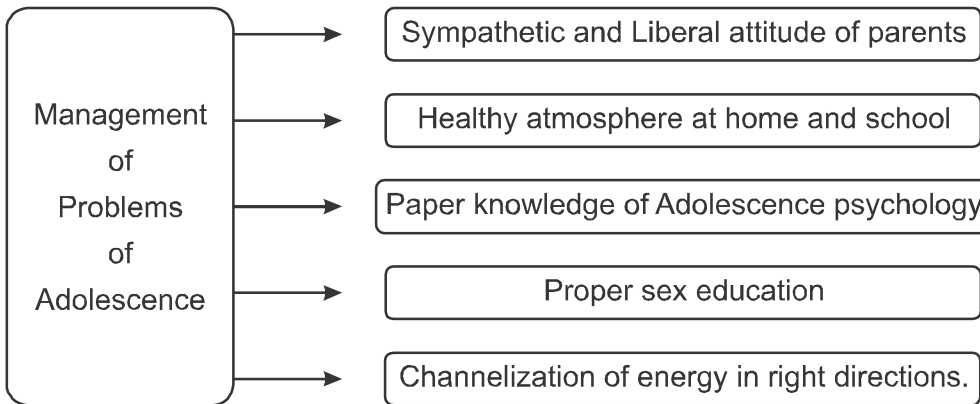 Management
of
Problems
of
Adolescence
Sympathetic and Liberal attitude of parents
Healthy atmosphere at home and school
Paper knowledge of Adolescence psychology
Proper sex education
Channelization of energy in right directions.